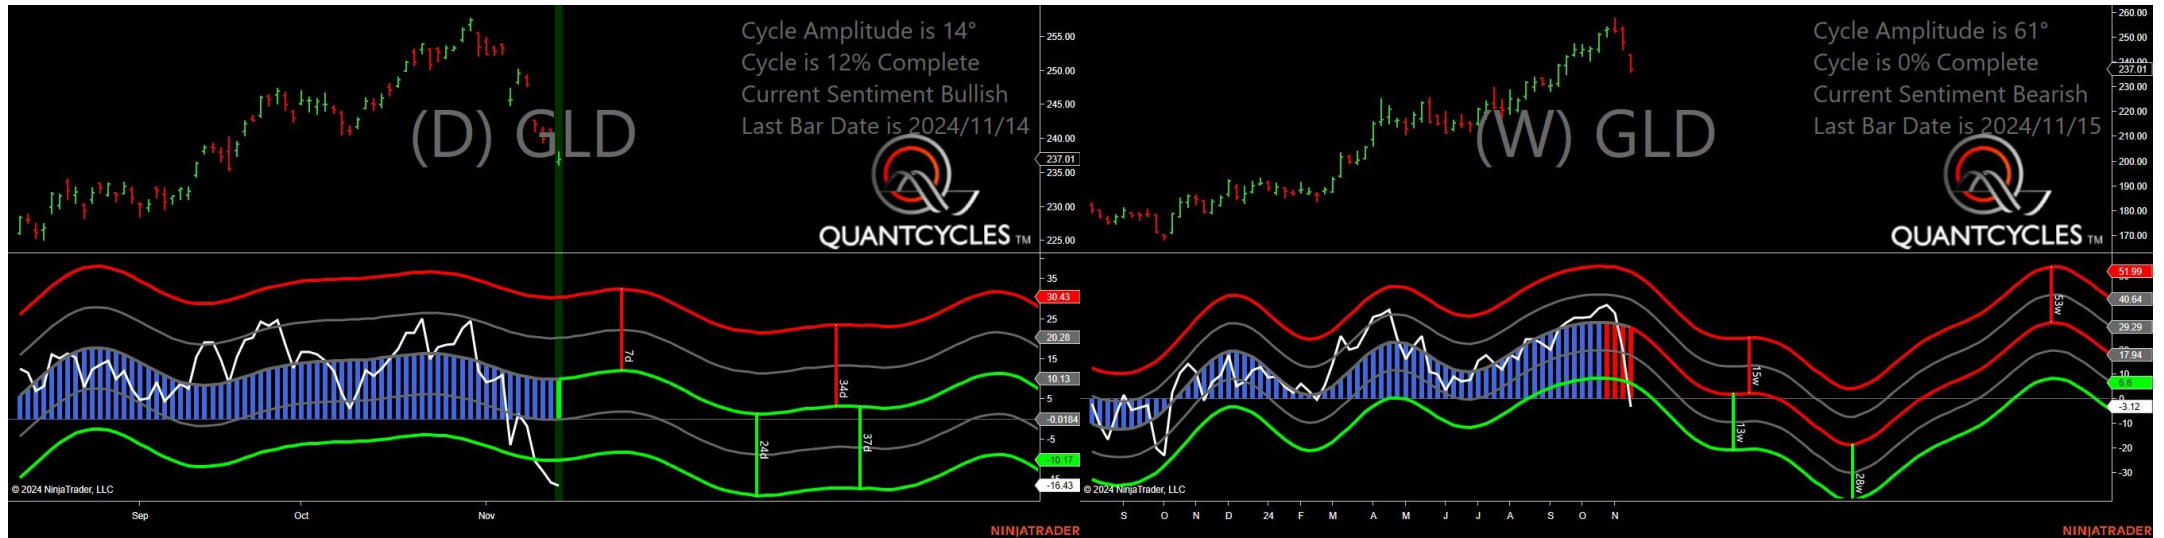 Cycle Amplitude is 14°
Cycle is 12% Complete
Current Sentiment Bullish
Last Bar Date is 2024/11/14
(D) GLD
QUANTCYCLES TM
255.00
250.00
245.00
240.00
237.01
235.00
230.00
225.00
35
30.43
25
20.28
15
10.13
5
-0.0184
-5
-10.17
-16.43
7d
34d
24d
37d
© 2024 NinjaTrader, LLC
Sep
Oct
Nov
NINJATRADER
Cycle Amplitude is 61°
Cycle is 0% Complete
Current Sentiment Bearish
Last Bar Date is 2024/11/15
(W) GLD
QUANTCYCLES TM
260.00
250.00
240.00
237.01
230.00
220.00
210.00
200.00
190.00
180.00
170.00
51.99
40.64
29.29
17.94
10
6.6
0
-3.12
-10
-20
-30
53w
15w
13w
28w
© 2024 NinjaTrader, LLC
S
O
N
D
24
F
M
A
M
J
J
A
S
O
N
NINJATRADER